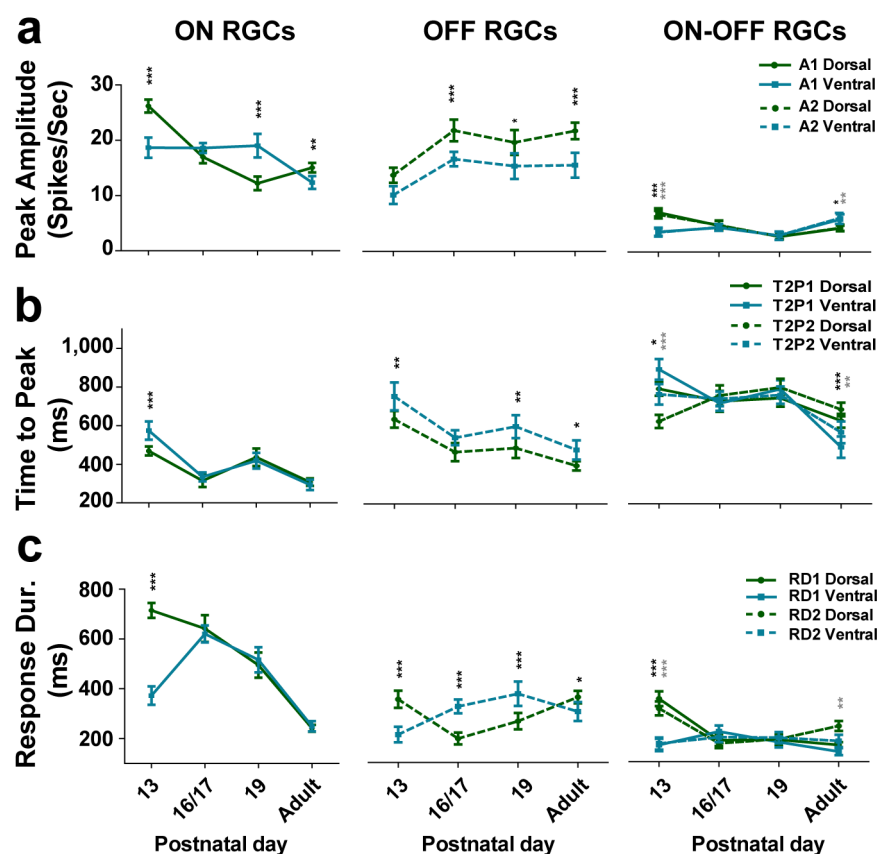 a
ON RGCs
OFF RGCs
ON-OFF RGCs
Peak Amplitude
(Spikes/Sec)
30
20
10
0
***
***
**
***
*
***
***
***
*
**
A1 Dorsal
A1 Ventral
A2 Dorsal
A2 Ventral
b
Time to Peak
(ms)
1,000
800
600
400
200
***
**
**
*
*
***
***
**
T2P1 Dorsal
T2P1 Ventral
T2P2 Dorsal
T2P2 Ventral
c
Response Dur.
(ms)
800
600
400
200
***
***
***
***
*
***
***
**
RD1 Dorsal
RD1 Ventral
RD2 Dorsal
RD2 Ventral
13
16/17
19
Adult
13
16/17
19
Adult
13
16/17
19
Adult
Postnatal day
Postnatal day
Postnatal day